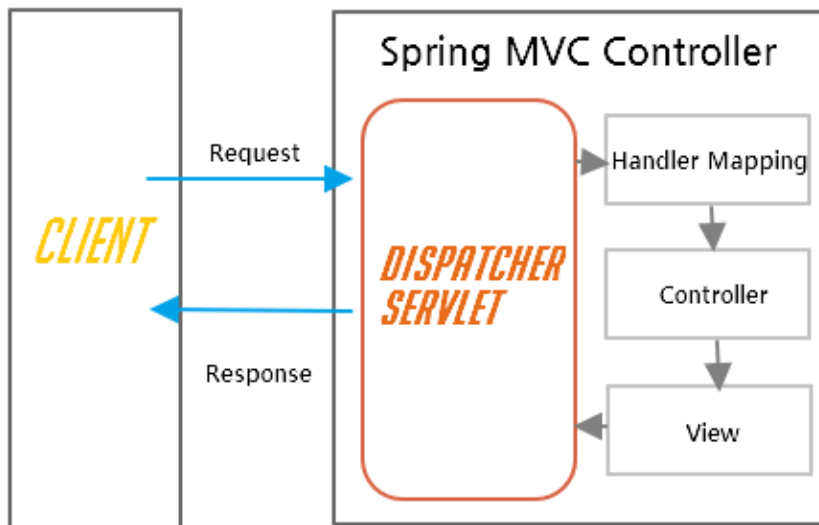 Spring MVC Controller
Request
Handler Mapping
CLIENT
DISPATCHER
SERVLET
Controller
Response
View